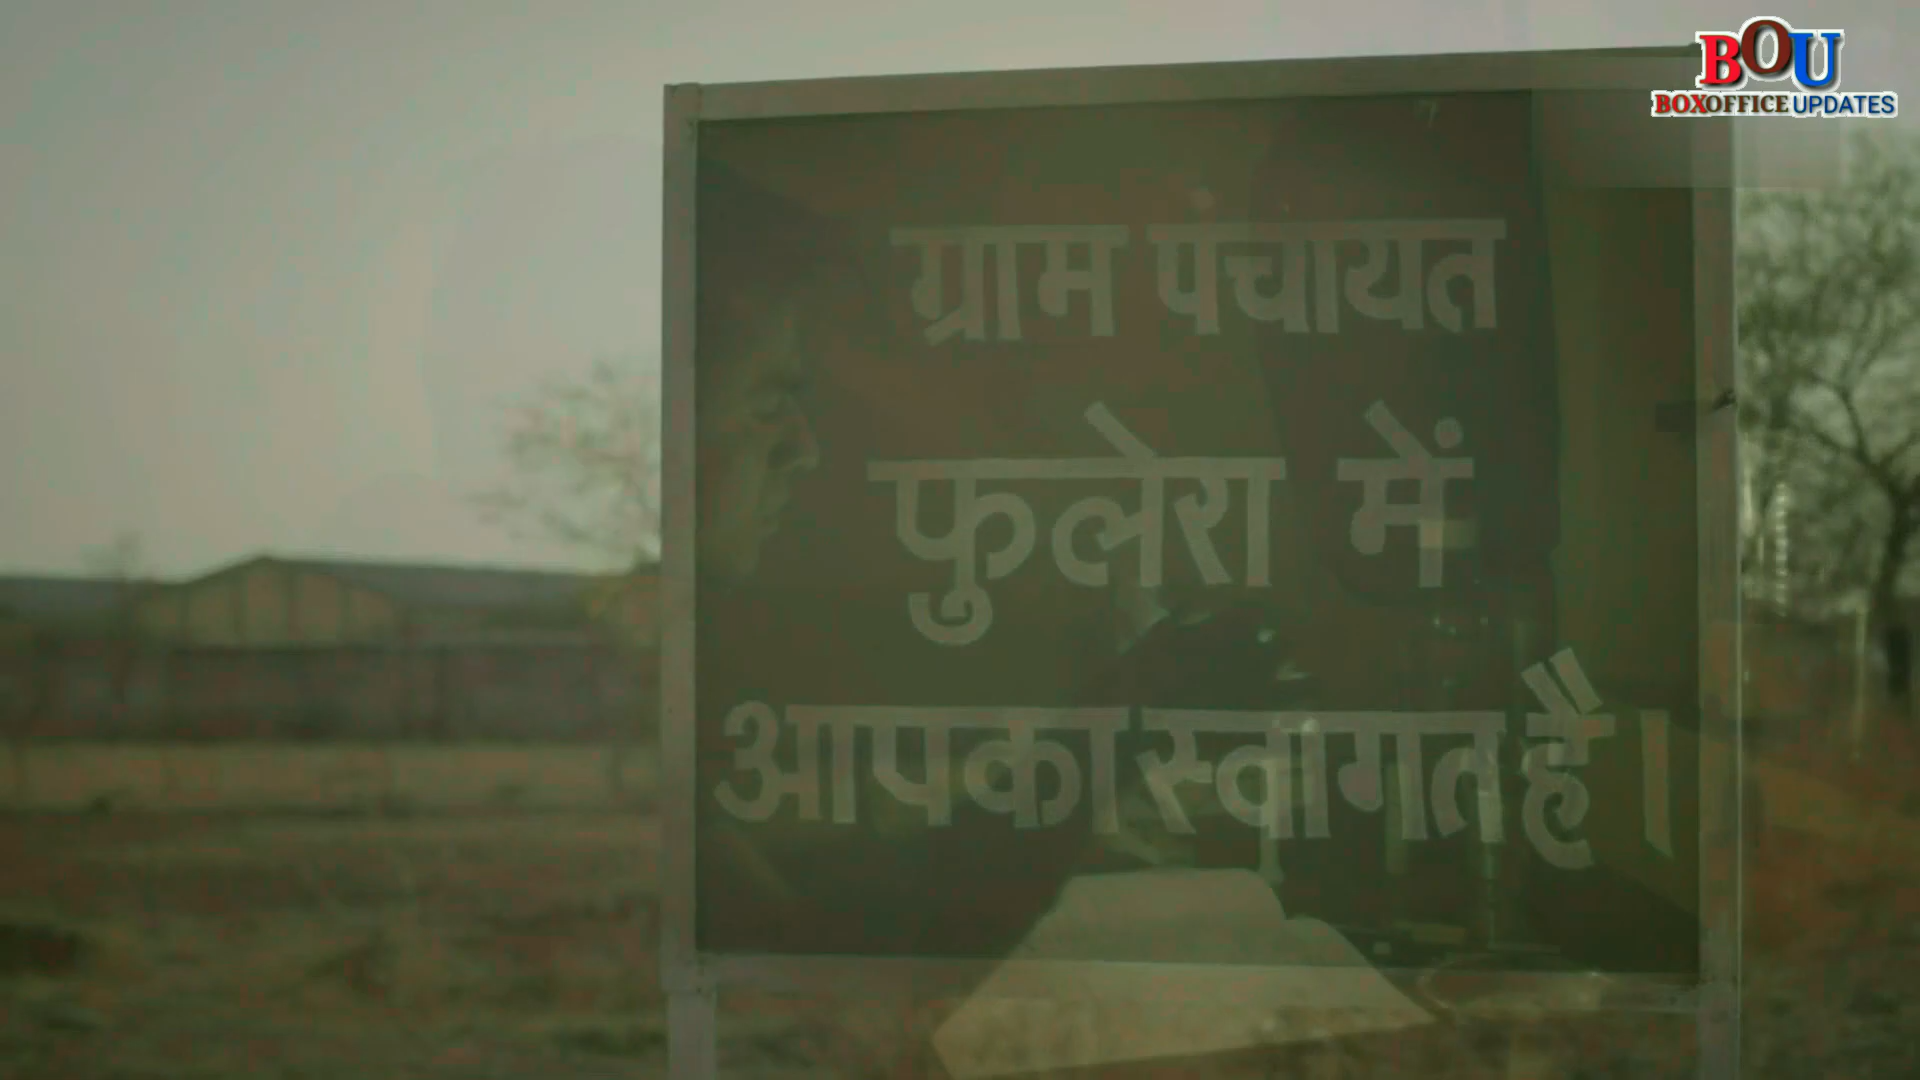 BOU
BOXOFFICE UPDATES
ग्राम पंचायत
फुलेरा में
आपका स्वागत है।